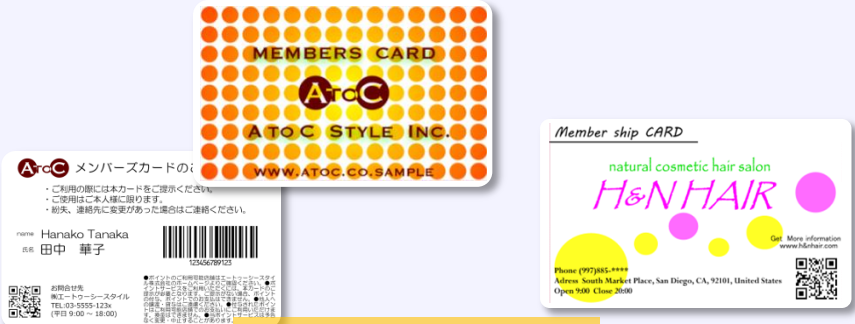 MEMBERS CARD
AtoC
A TO C STYLE INC.
WWW.ATOC.CO.SAMPLE
AtoC メンバーズカードのご
・ご利用の際には本カードをご提示ください。
・ご使用はご本人様に限ります。
・紛失、連絡先に変更があった場合はご連絡ください。
name Hanako Tanaka
氏名 田中 華子
123456789123
お問合せ先
㈱エートゥーシースタイル
TEL:03-5555-123x
(平日 9:00 ～ 18:00)
Member ship CARD
natural cosmetic hair salon
H&N HAIR
Get More information
www.h&nhair.com
Phone (997)885-****
Adress South Market Place, San Diego, CA, 92101, United States
Open 9:00 Close 20:00